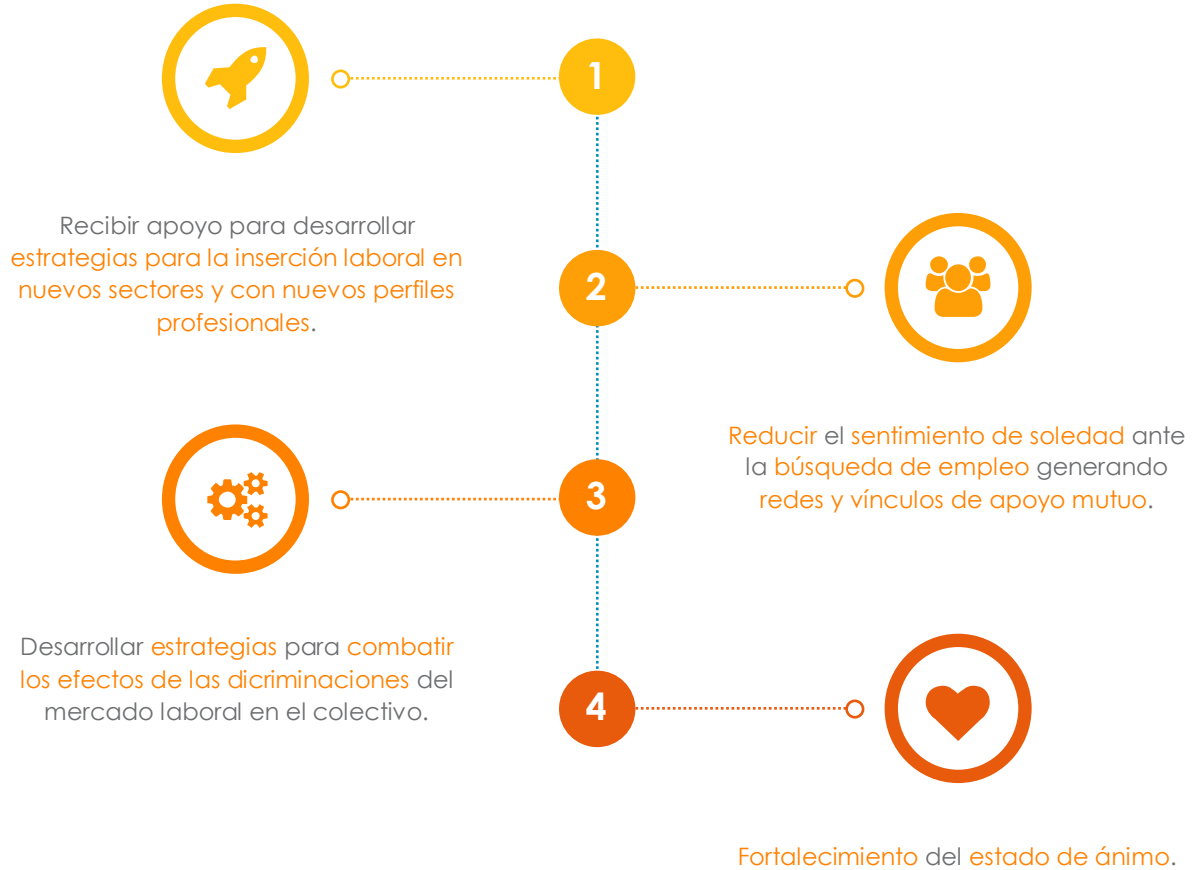 1
Recibir apoyo para desarrollar
estrategias para la inserción laboral en
nuevos sectores y con nuevos perfiles
profesionales.
2
Reducir el sentimiento de soledad ante
la búsqueda de empleo generando
redes y vínculos de apoyo mutuo.
3
Desarrollar estrategias para combatir
los efectos de las dicriminaciones del
mercado laboral en el colectivo.
4
Fortalecimiento del estado de ánimo.